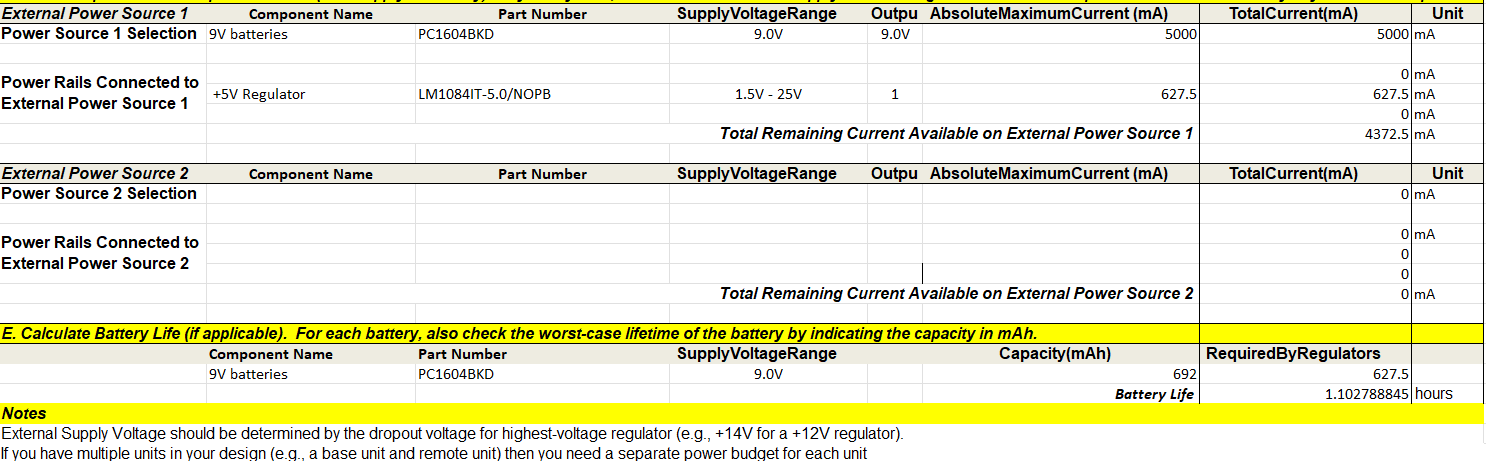 External Power Source 1 Component Name Part Number SupplyVoltageRange Outpu AbsoluteMaximumCurrent (mA) TotalCurrent(mA) Unit
Power Source 1 Selection 9V batteries PC1604BKD 9.0V 9.0V 5000 5000 mA
0 mA
Power Rails Connected to
External Power Source 1
+5V Regulator LM1084IT-5.0/NOPB 1.5V - 25V 1 627.5 627.5 mA
0 mA
Total Remaining Current Available on External Power Source 1 4372.5 mA
External Power Source 2 Component Name Part Number SupplyVoltageRange Outpu AbsoluteMaximumCurrent (mA) TotalCurrent(mA) Unit
Power Source 2 Selection 0 mA
0 mA
Power Rails Connected to
External Power Source 2
0
0
Total Remaining Current Available on External Power Source 2 0 mA
E. Calculate Battery Life (if applicable). For each battery, also check the worst-case lifetime of the battery by indicating the capacity in mAh.
Component Name Part Number SupplyVoltageRange Capacity(mAh) RequiredByRegulators
9V batteries PC1604BKD 9.0V 692 627.5
Battery Life 1.102788845 hours
Notes
External Supply Voltage should be determined by the dropout voltage for highest-voltage regulator (e.g., +14V for a +12V regulator).
If you have multiple units in your design (e.g., a base unit and remote unit) then you need a separate power budget for each unit